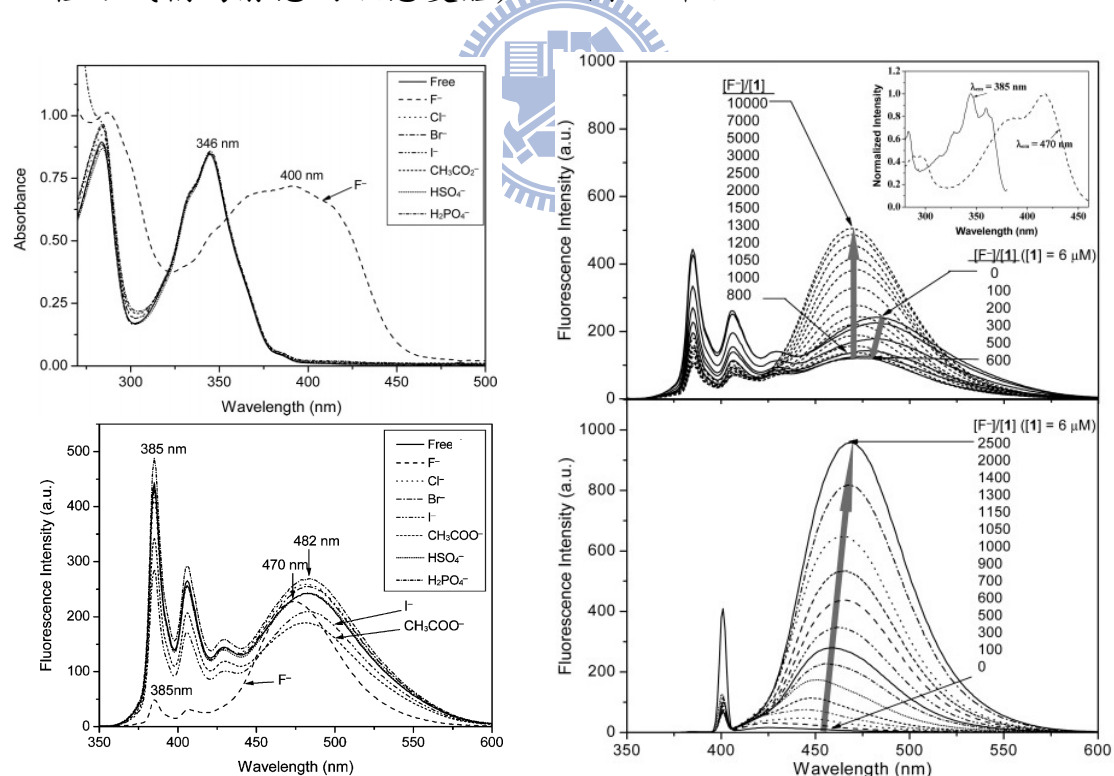 1.00
0.75
0.50
0.25
0.00
Absorbance
300
350
400
450
500
Wavelength (nm)
346 nm
400 nm
F⁻
Free
F⁻
Cl⁻
Br⁻
I⁻
CH₃CO₂⁻
HSO₄⁻
H₂PO₄⁻
500
400
300
200
100
0
Fluorescence Intensity (a.u.)
350
400
450
500
550
600
Wavelength (nm)
385 nm
385nm
470 nm
482 nm
I⁻
CH₃COO⁻
F⁻
Free
F⁻
Cl⁻
Br⁻
I⁻
CH₃COO⁻
HSO₄⁻
H₂PO₄⁻
1000
800
600
400
200
0
Fluorescence Intensity (a.u.)
350
400
450
500
550
600
[F⁻]/[1]
10000
7000
5000
3000
2500
2000
1500
1300
1200
1050
1000
800
1.2
1.0
0.8
0.6
0.4
0.2
0.0
Normalized Intensity
300
350
400
450
Wavelength (nm)
λem = 385 nm
λem = 470 nm
[F⁻]/[1] ([1] = 6 μM)
0
100
200
300
500
600
1000
800
600
400
200
0
Fluorescence Intensity (a.u.)
350
400
450
500
550
600
Wavelength (nm)
[F⁻]/[1] ([1] = 6 μM)
2500
2000
1400
1300
1150
1050
1000
900
700
600
500
300
100
0